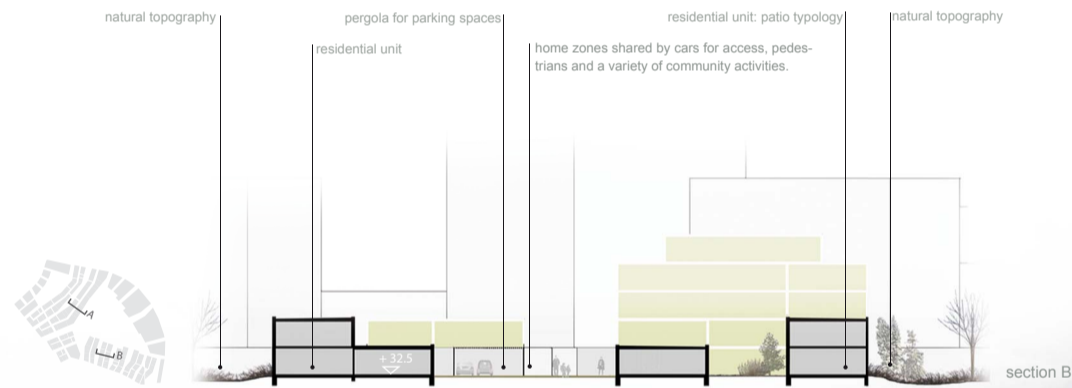 natural topography
pergola for parking spaces
residential unit: patio typology
natural topography
residential unit
home zones shared by cars for access, pedes-
trians and a variety of community activities.
+ 32.5
A
B
section B